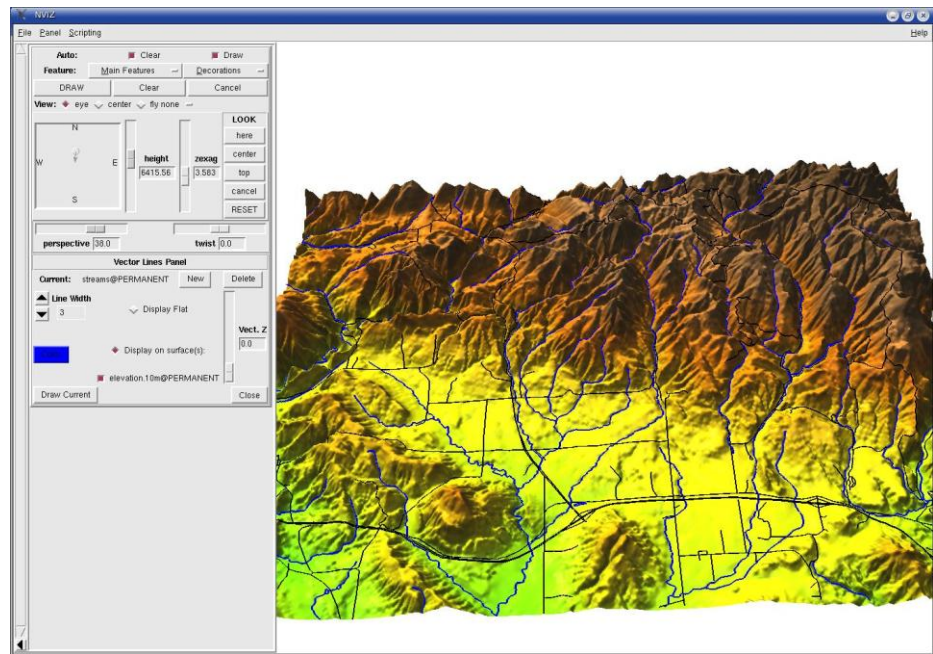 NVIZ
File Panel Scripting Help
Auto: Clear Draw
Feature: Main Features Decorations
DRAW Clear Cancel
View: eye center fly none
LOOK
N
here
W E height zexag center
6415.56 3.583 top
cancel
S
RESET
perspective 38.0 twist 0.0
Vector Lines Panel
Current: streams@PERMANENT New Delete
Line Width
3 Display Flat
Vect. Z
0.0
Display on surface(s):
elevation.10m@PERMANENT
Draw Current Close